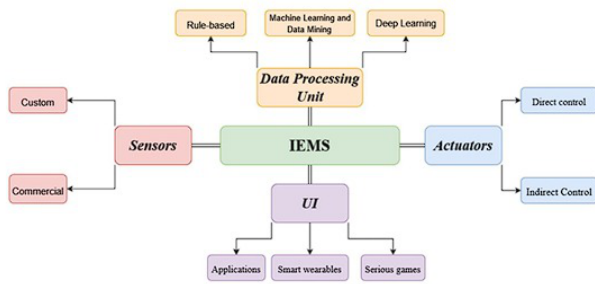 Rule-based
Machine Learning and
Data Mining
Deep Learning
Data Processing
Unit
Custom
Direct control
Sensors
IEMS
Actuators
Commercial
Indirect Control
UI
Applications
Smart wearables
Serious games